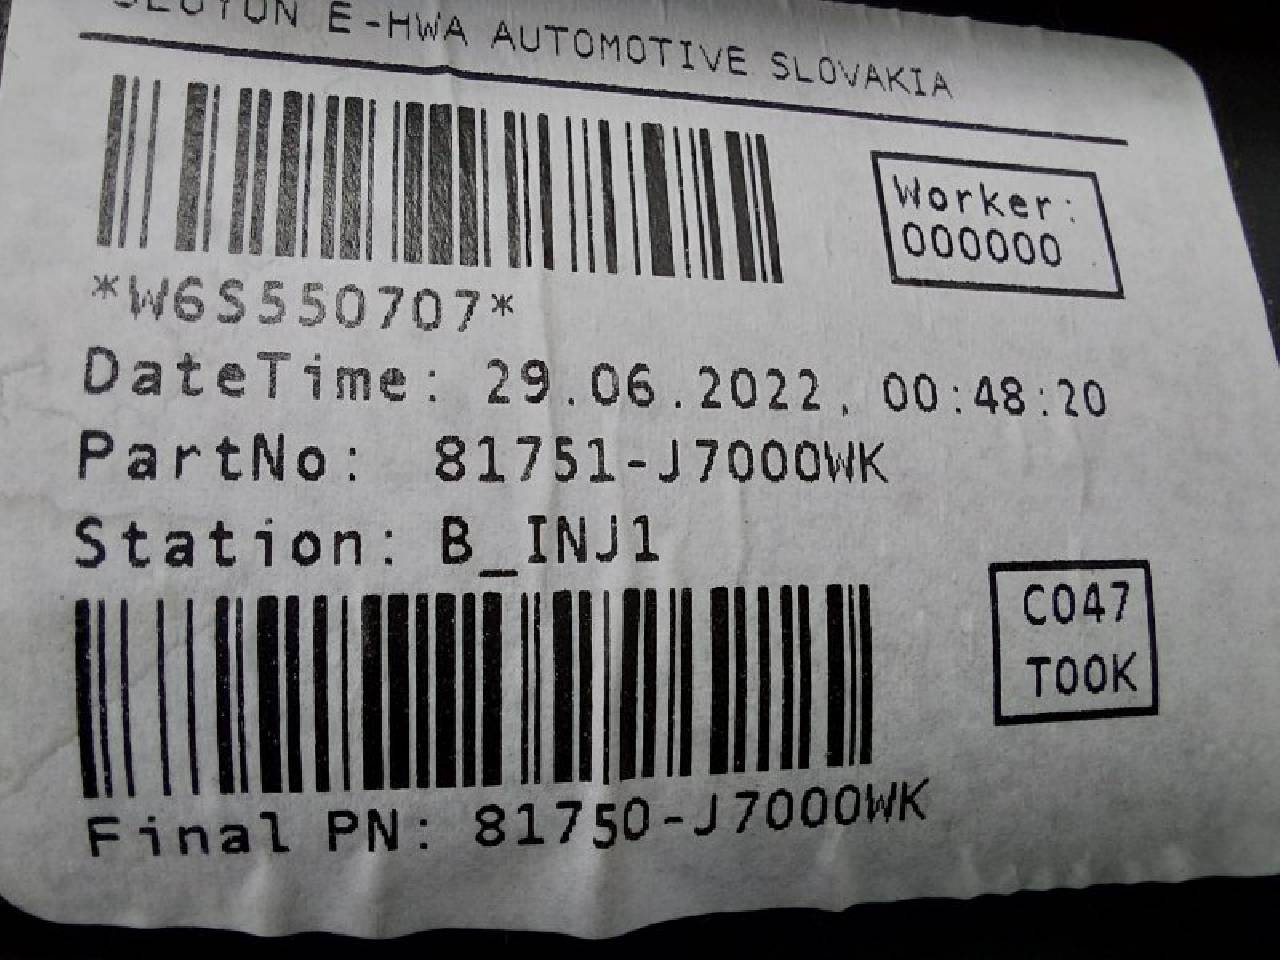 E-HWA AUTOMOTIVE SLOVAKIA
Worker:
000000
*W6S550707*
DateTime: 29.06.2022, 00:48:20
PartNo: 81751-J7000WK
Station: B_INJ1
C047
T00K
Final PN: 81750-J7000WK